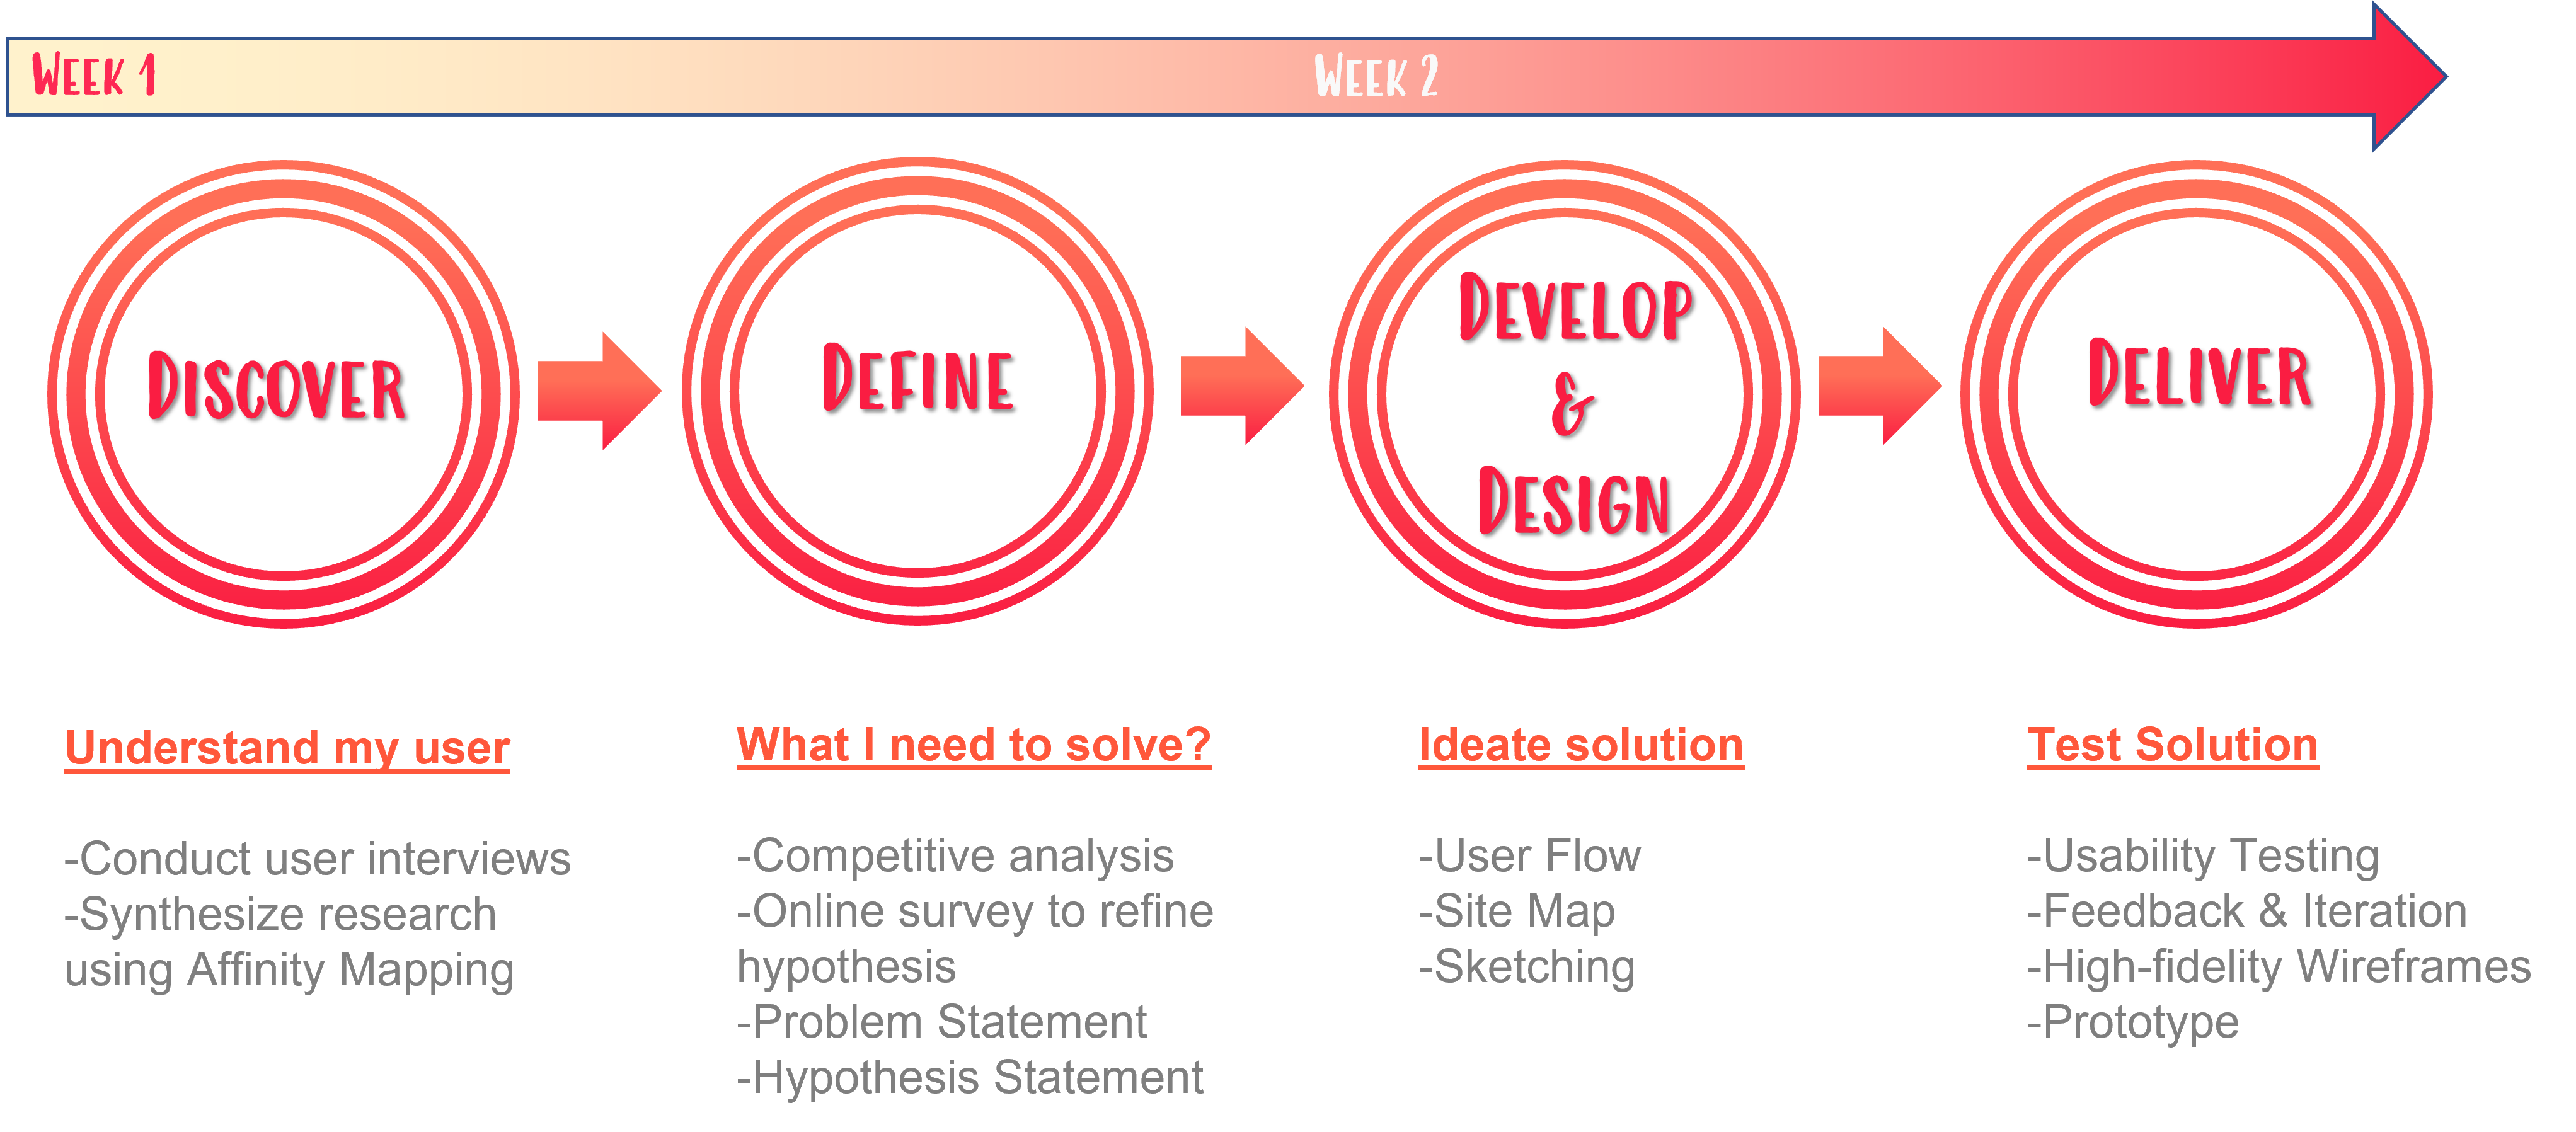 Week 1
Week 2
Discover
Define
Develop
&
Design
Deliver
Understand my user
-Conduct user interviews
-Synthesize research
using Affinity Mapping
What I need to solve?
-Competitive analysis
-Online survey to refine
hypothesis
-Problem Statement
-Hypothesis Statement
Ideate solution
-User Flow
-Site Map
-Sketching
Test Solution
-Usability Testing
-Feedback & Iteration
-High-fidelity Wireframes
-Prototype